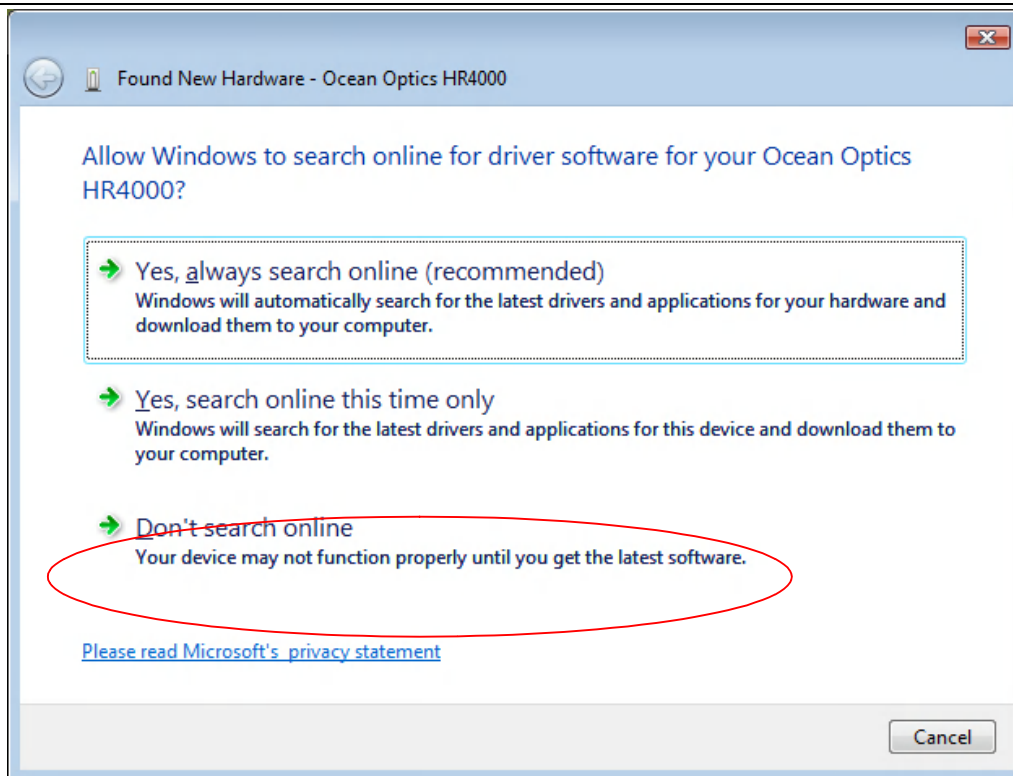 Found New Hardware - Ocean Optics HR4000
Allow Windows to search online for driver software for your Ocean Optics
HR4000?
Yes, always search online (recommended)
Windows will automatically search for the latest drivers and applications for your hardware and
download them to your computer.
Yes, search online this time only
Windows will search for the latest drivers and applications for this device and download them to
your computer.
Don't search online
Your device may not function properly until you get the latest software.
Please read Microsoft's privacy statement
Cancel